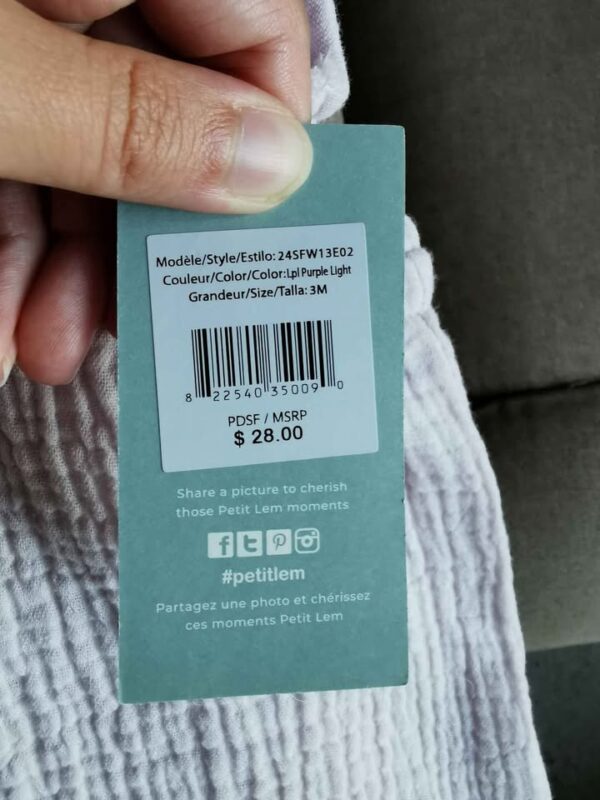 Modèle/Style/Estilo: 24SFW13E02
Couleur/Color/Color:Lpl Purple Light
Grandeur/Size/Talla: 3M
8 22540 35009 0
PDSF / MSRP
$ 28.00
Share a picture to cherish
those Petit Lem moments
#petitlem
Partagez une photo et chérissez
ces moments Petit Lem